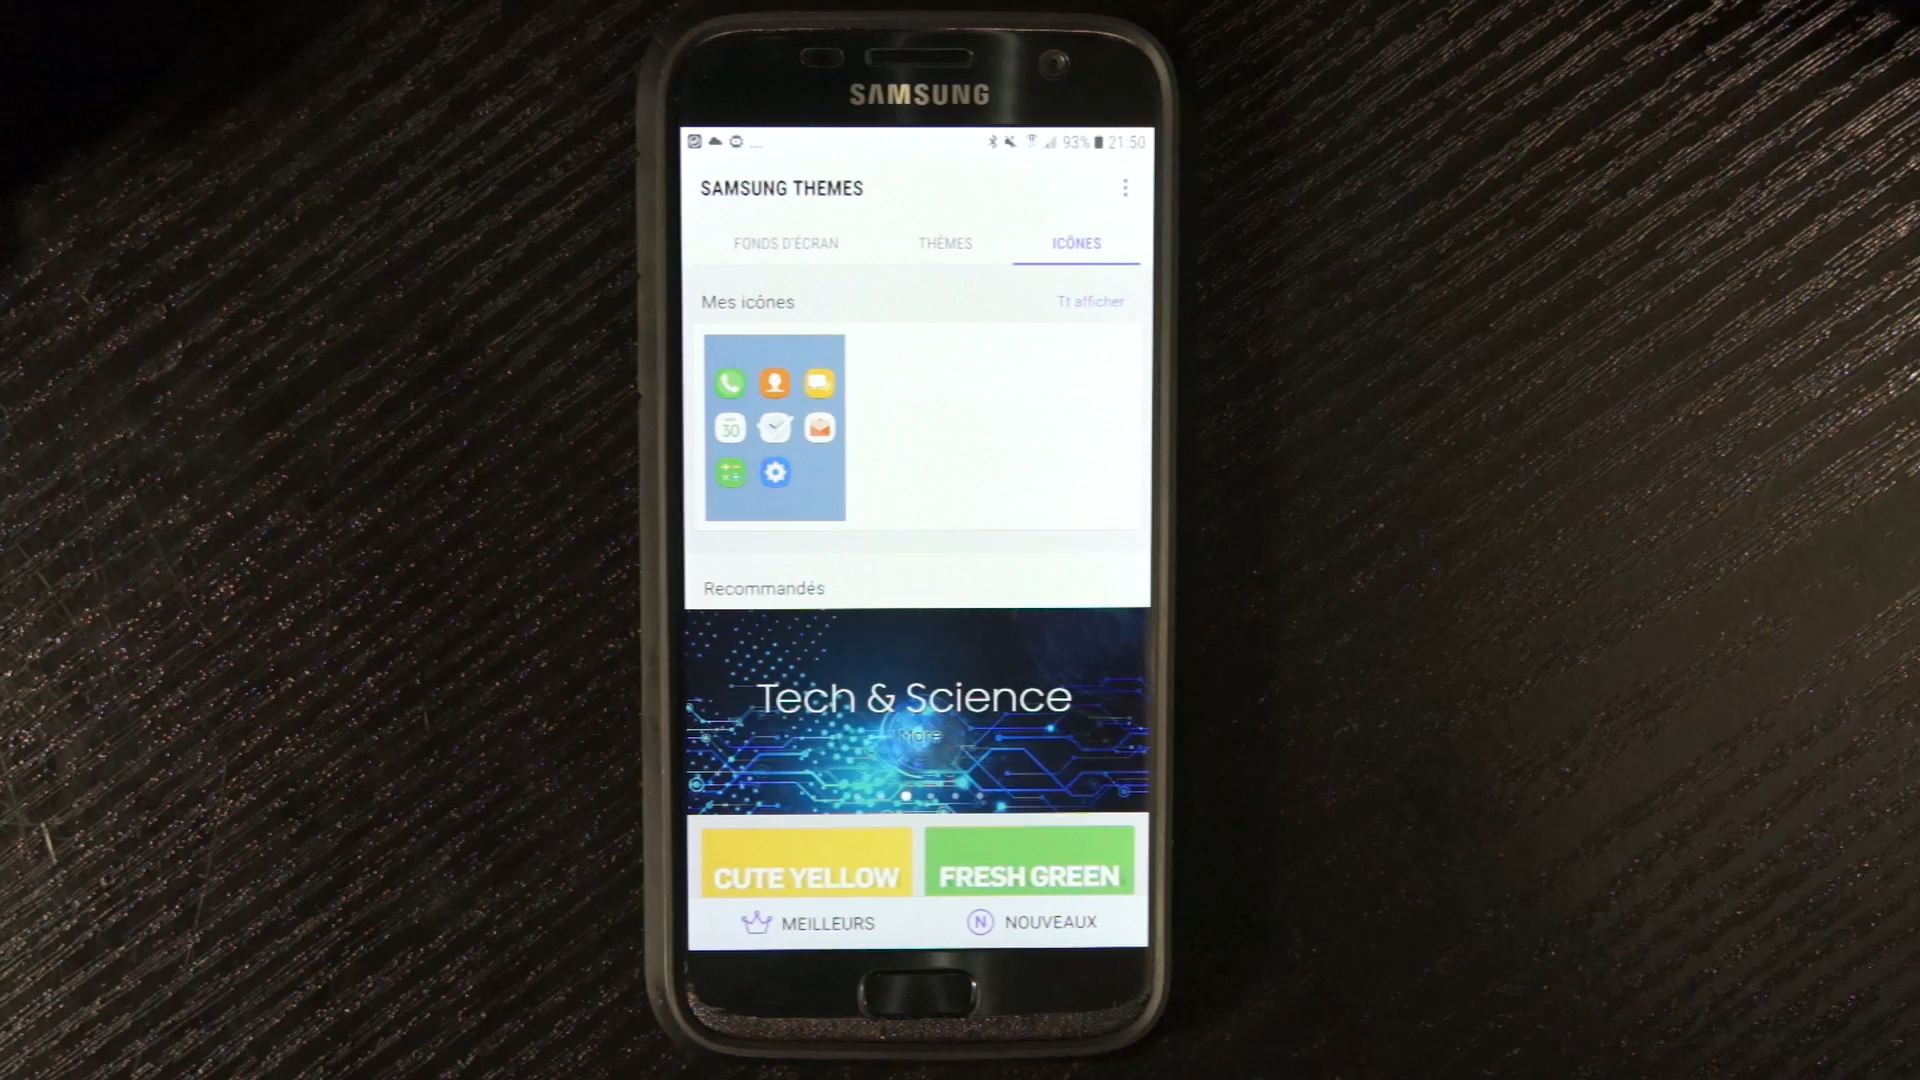 SAMSUNG
... 93% 21:50
SAMSUNG THEMES
FONDS D'ÉCRAN THÈMES ICÔNES
Mes icônes Tt afficher
30
Recommandés
Tech & Science
More
CUTE YELLOW FRESH GREEN
MEILLEURS N NOUVEAUX